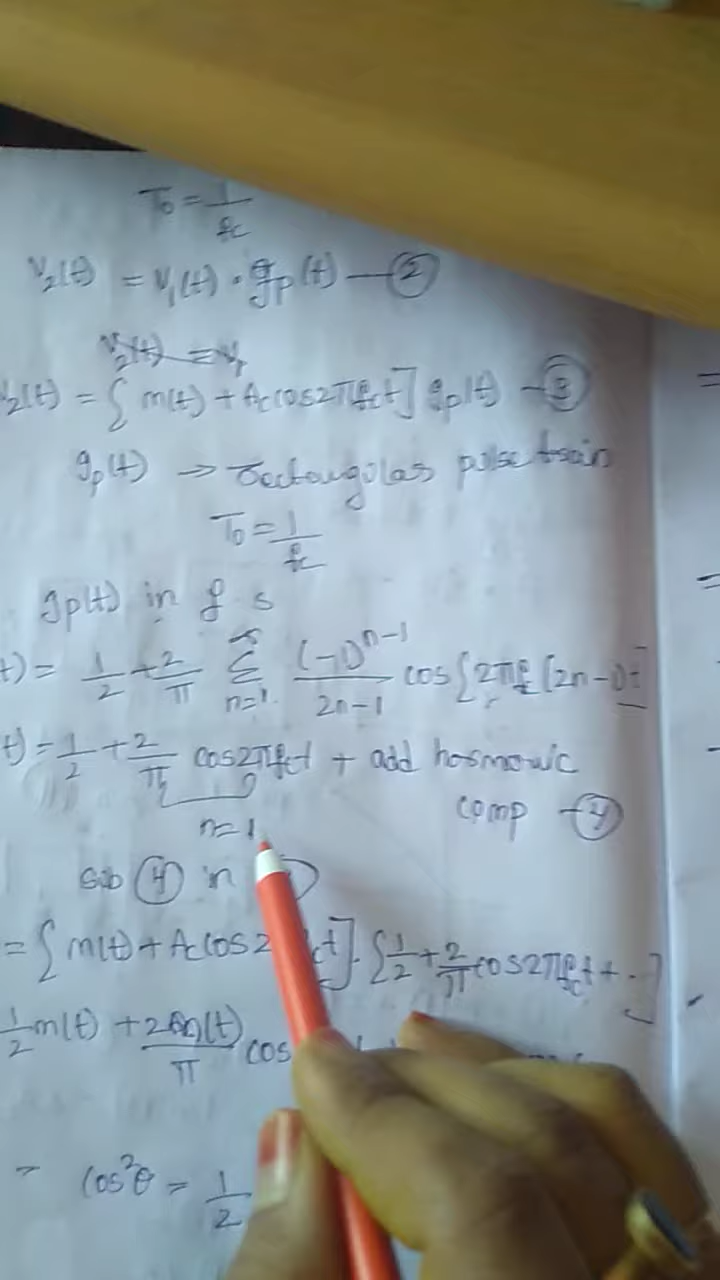 T₀ = 1/fc
V₂(t) = V₁(t) · gp(t) — ②
V₂(t) = V₁
V₂(t) = [m(t) + Ac cos2πfct] gp(t) — ③
gp(t) → rectangular pulse train
T₀ = 1/fc
gp(t) in f s
t) = 1/2 + 2/π Σ n=1 ∞ (-1)ⁿ⁻¹/2n-1 cos[2πfc(2n-1)t]
t) = 1/2 + 2/π cos2πfct + add harmonic
comp — ④
n=1
sub ④ in
= [m(t) + Ac cos2 ct] · [1/2 + 2/π cos2πfct + ·]
1/2 m(t) + 2m(t)/π cos
= cos²θ = 1/2